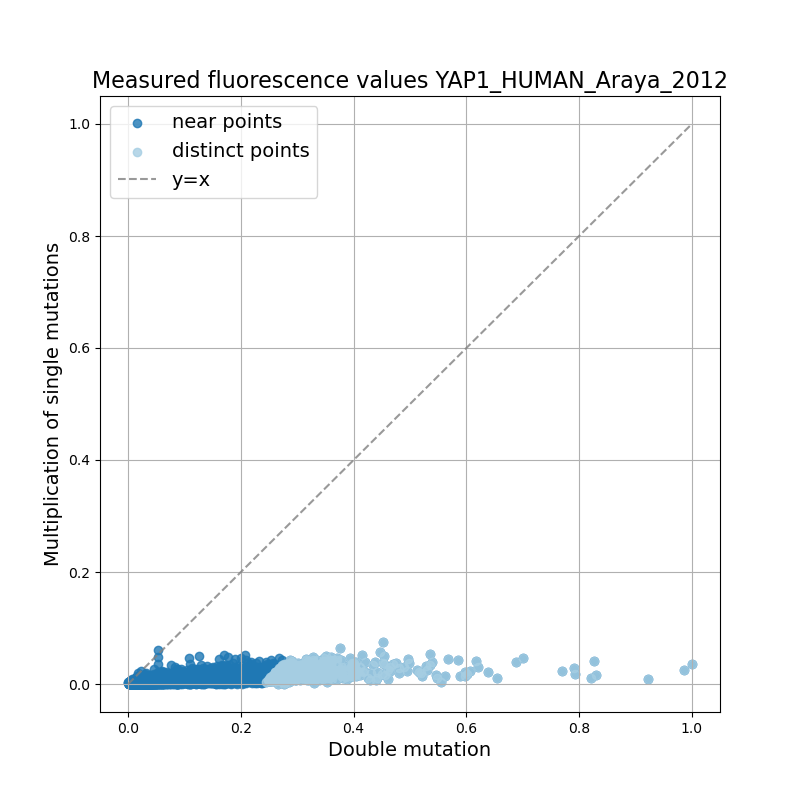 Measured fluorescence values YAP1_HUMAN_Araya_2012
near points
distinct points
y=x
Multiplication of single mutations
1.0
0.8
0.6
0.4
0.2
0.0
0.0 0.2 0.4 0.6 0.8 1.0
Double mutation